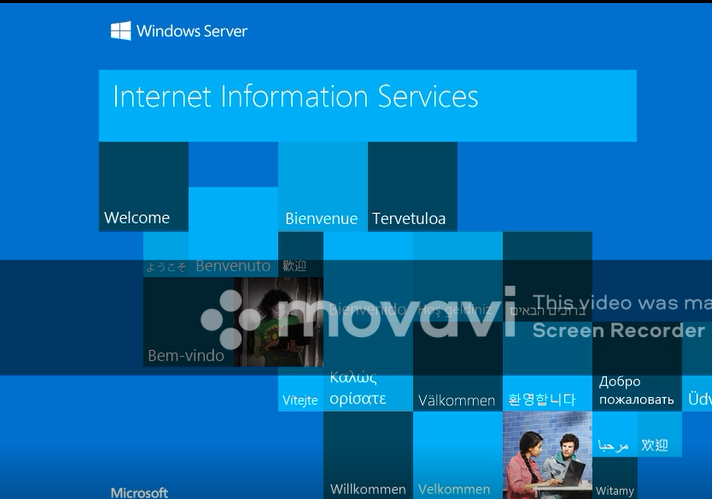 Windows Server
Internet Information Services
Welcome
Bienvenue
Tervetuloa
ようこそ
Benvenuto
歡迎
Bem-vindo
Bienvenido
Hoş geldiniz
ברוכים הבאים
movavi
This video was ma
Screen Recorder
Vítejte
Καλώς
ορίσατε
Välkommen
환영합니다
Добро
пожаловать
Üdv
مرحبا
欢迎
Microsoft
Willkommen
Velkommen
Witamy